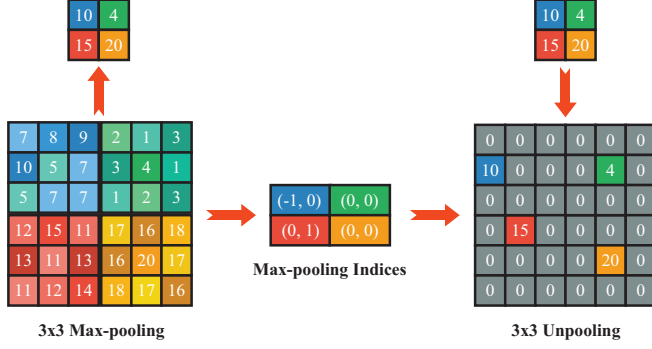 10 4
15 20
7 8 9 2 1 3
10 5 7 3 4 1
5 7 7 1 2 3
12 15 11 17 16 18
13 11 13 16 20 17
11 12 14 18 17 16
3x3 Max-pooling
(-1, 0) (0, 0)
(0, 1) (0, 0)
Max-pooling Indices
10 4
15 20
0 0 0 0 0 0
10 0 0 0 4 0
0 0 0 0 0 0
0 15 0 0 0 0
0 0 0 0 20 0
0 0 0 0 0 0
3x3 Unpooling